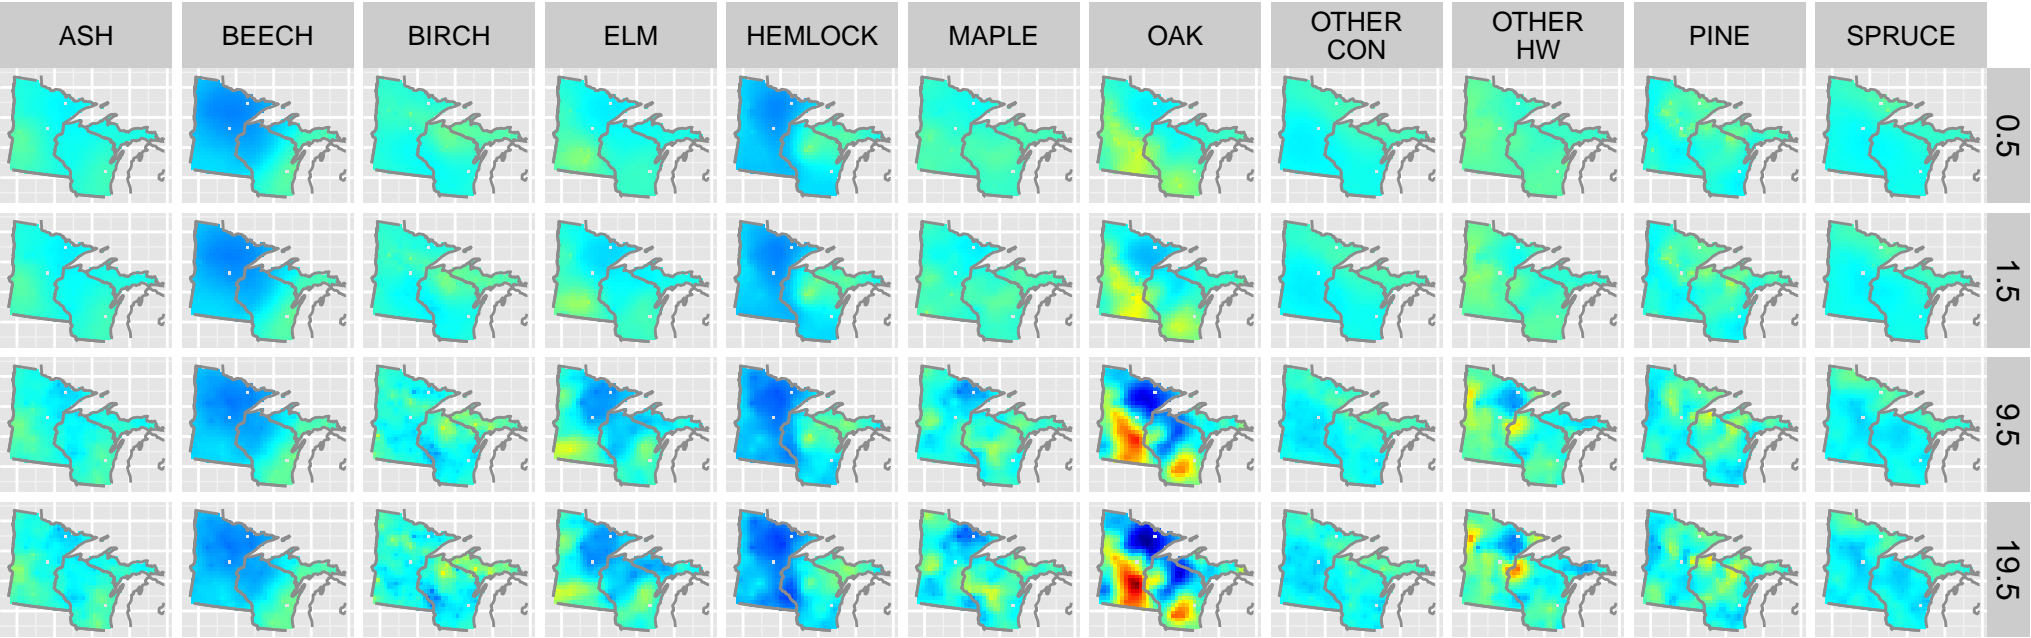 ASH
BEECH
BIRCH
ELM
HEMLOCK
MAPLE
OAK
OTHER
CON
OTHER
HW
PINE
SPRUCE
0.5
1.5
9.5
19.5